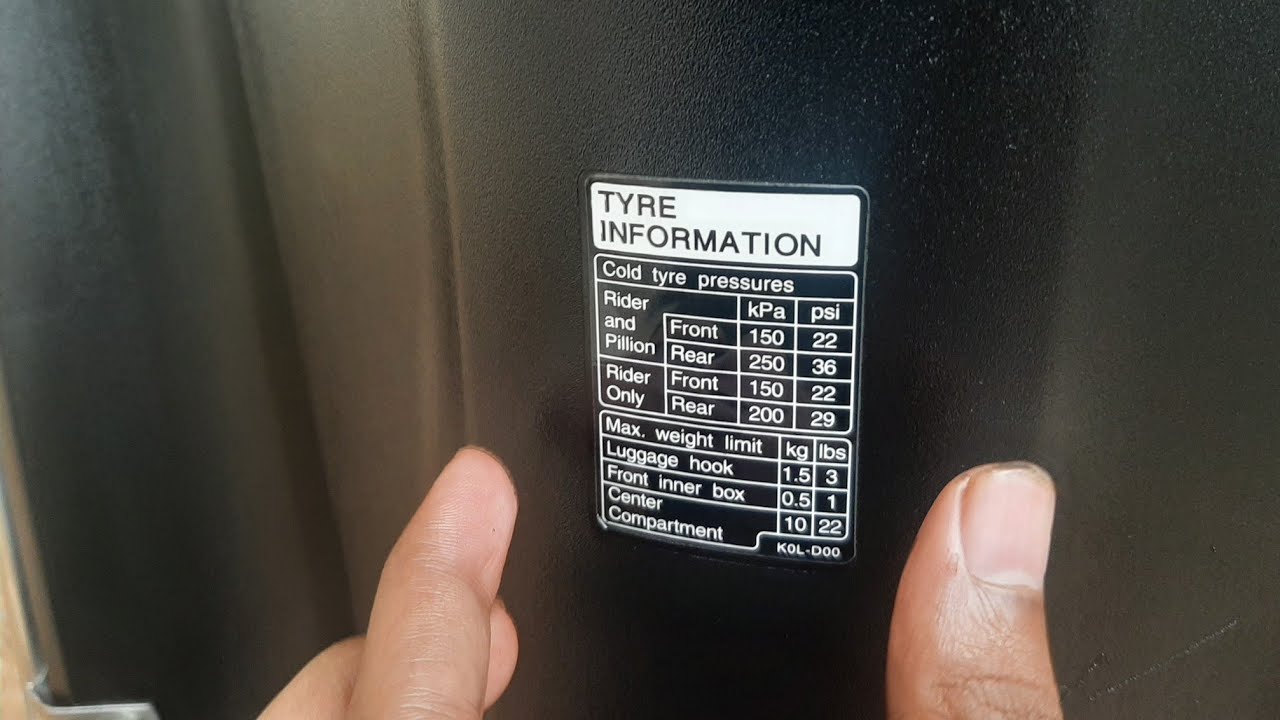 TYRE
INFORMATION
Cold tyre pressures
kPa psi
Rider and Pillion Front 150 22
Rear 250 36
Rider Only Front 150 22
Rear 200 29
Max. weight limit kg lbs
Luggage hook 1.5 3
Front inner box 0.5 1
Center
Compartment 10 22
K0L-D00